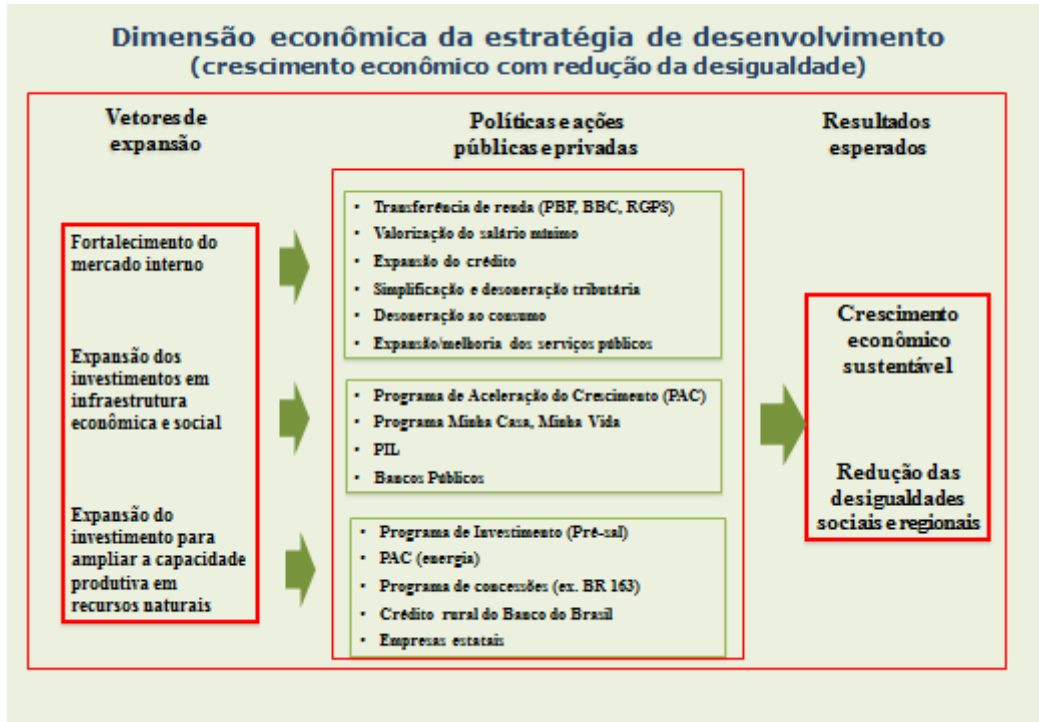 Dimensão econômica da estratégia de desenvolvimento
(crescimento econômico com redução da desigualdade)
Vetores de
expansão
Políticas e ações
públicas e privadas
Resultados
esperados
Fortalecimento do
mercado interno
Expansão dos
investimentos em
infraestrutura
econômica e social
Expansão do
investimento para
ampliar a capacidade
produtiva em
recursos naturais
• Transferência de renda (PBF, BBC, RGPS)
• Valorização do salário mínimo
• Expansão do crédito
• Simplificação e desoneração tributária
• Desoneração ao consumo
• Expansão/melhoria dos serviços públicos
• Programa de Aceleração do Crescimento (PAC)
• Programa Minha Casa, Minha Vida
• PIL
• Bancos Públicos
• Programa de Investimento (Pré-sal)
• PAC (energia)
• Programa de concessões (ex. BR 163)
• Crédito rural do Banco do Brasil
• Empresas estatais
Crescimento
econômico
sustentável
Redução das
desigualdades
sociais e regionais